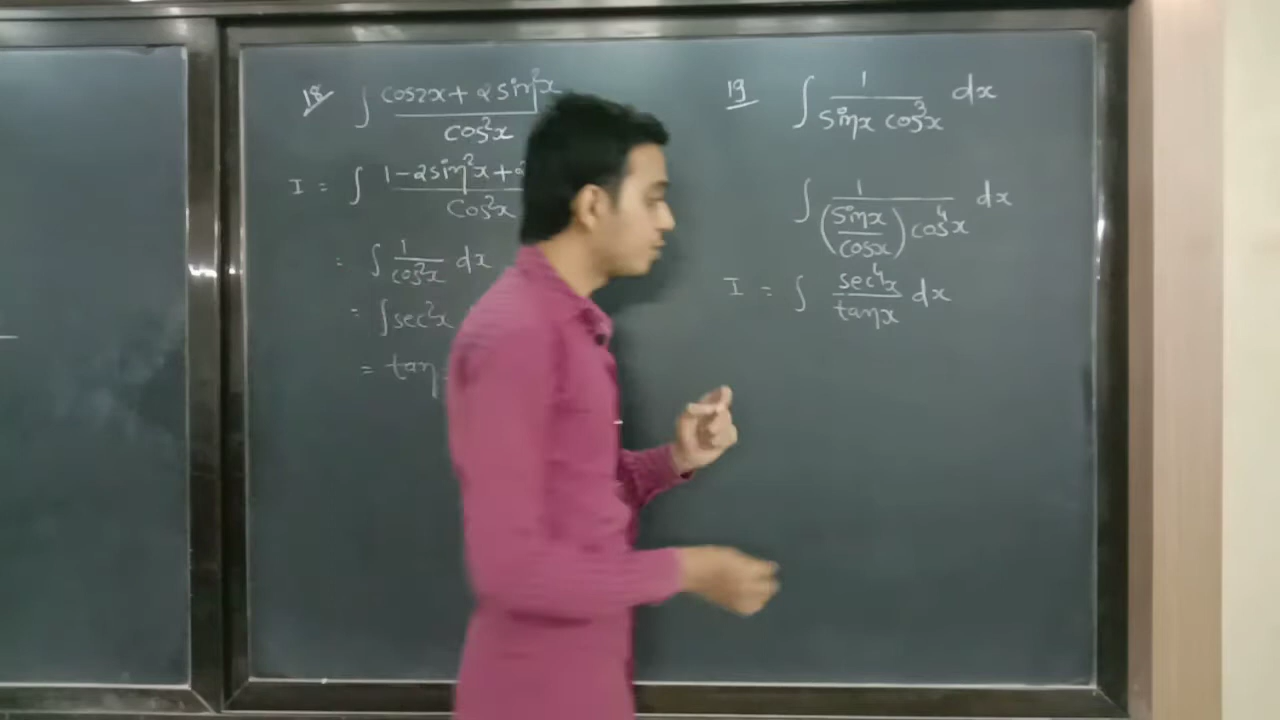 18 ∫ cos2x + 2sin²x / cos²x
I = ∫ 1 - 2sin²x + / cos²x
= ∫ 1/cos²x dx
= ∫ sec²x
= tan
19 ∫ 1 / sinx cos³x dx
∫ 1 / (sinx/cosx) cos⁴x dx
I = ∫ sec⁴x / tanx dx